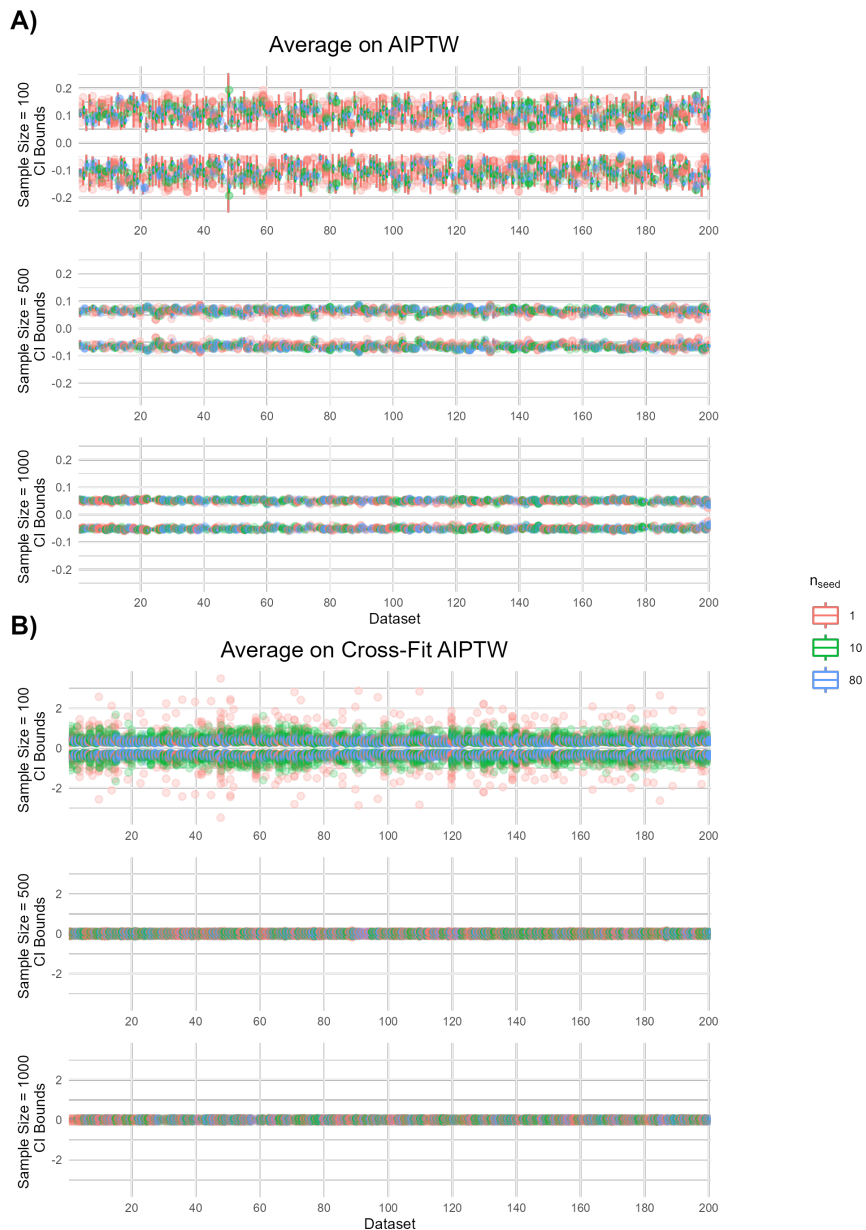 A)
Average on AIPTW
Sample Size = 100
CI Bounds
0.2
0.1
0.0
-0.1
-0.2
20 40 60 80 100 120 140 160 180 200
Sample Size = 500
CI Bounds
0.2
0.1
0.0
-0.1
-0.2
20 40 60 80 100 120 140 160 180 200
Sample Size = 1000
CI Bounds
0.2
0.1
0.0
-0.1
-0.2
20 40 60 80 100 120 140 160 180 200
Dataset
n_seed
1
10
80
B)
Average on Cross-Fit AIPTW
Sample Size = 100
CI Bounds
2
0
-2
20 40 60 80 100 120 140 160 180 200
Sample Size = 500
CI Bounds
2
0
-2
20 40 60 80 100 120 140 160 180 200
Sample Size = 1000
CI Bounds
2
0
-2
20 40 60 80 100 120 140 160 180 200
Dataset